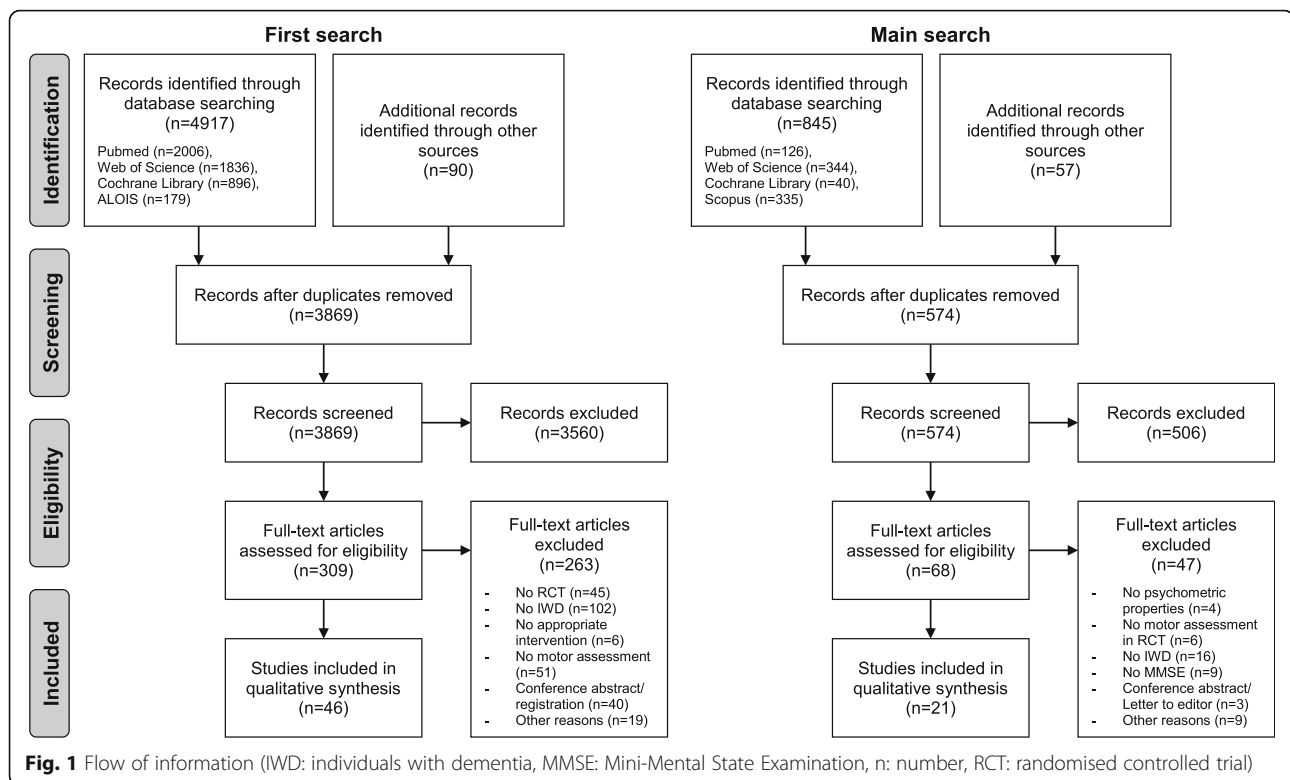 First search
Main search
Identification
Records identified through
database searching
(n=4917)
Pubmed (n=2006),
Web of Science (n=1836),
Cochrane Library (n=896),
ALOIS (n=179)
Additional records
identified through other
sources
(n=90)
Records identified through
database searching
(n=845)
Pubmed (n=126),
Web of Science (n=344),
Cochrane Library (n=40),
Scopus (n=335)
Additional records
identified through other
sources
(n=57)
Screening
Records after duplicates removed
(n=3869)
Records after duplicates removed
(n=574)
Records screened
(n=3869)
Records excluded
(n=3560)
Records screened
(n=574)
Records excluded
(n=506)
Eligibility
Full-text articles
assessed for eligibility
(n=309)
Full-text articles
excluded
(n=263)
- No RCT (n=45)
- No IWD (n=102)
- No appropriate
intervention (n=6)
- No motor assessment
(n=51)
- Conference abstract/
registration (n=40)
- Other reasons (n=19)
Full-text articles
assessed for eligibility
(n=68)
Full-text articles
excluded
(n=47)
- No psychometric
properties (n=4)
- No motor assessment
in RCT (n=6)
- No IWD (n=16)
- No MMSE (n=9)
- Conference abstract/
Letter to editor (n=3)
- Other reasons (n=9)
Included
Studies included in
qualitative synthesis
(n=46)
Studies included in
qualitative synthesis
(n=21)
Fig. 1 Flow of information (IWD: individuals with dementia, MMSE: Mini-Mental State Examination, n: number, RCT: randomised controlled trial)